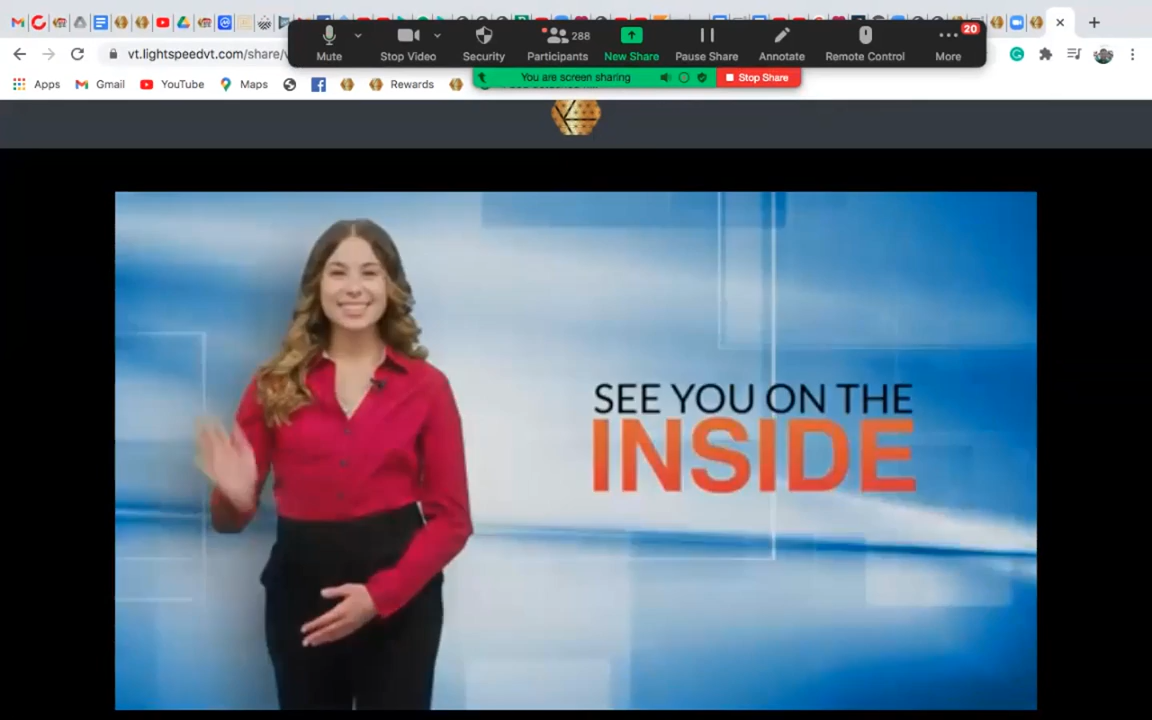 288
20
Mute
Stop Video
Security
Participants
New Share
Pause Share
Annotate
Remote Control
More
vt.lightspeedvt.com/share/
You are screen sharing
Stop Share
Apps
Gmail
YouTube
Maps
Rewards
SEE YOU ON THE
INSIDE